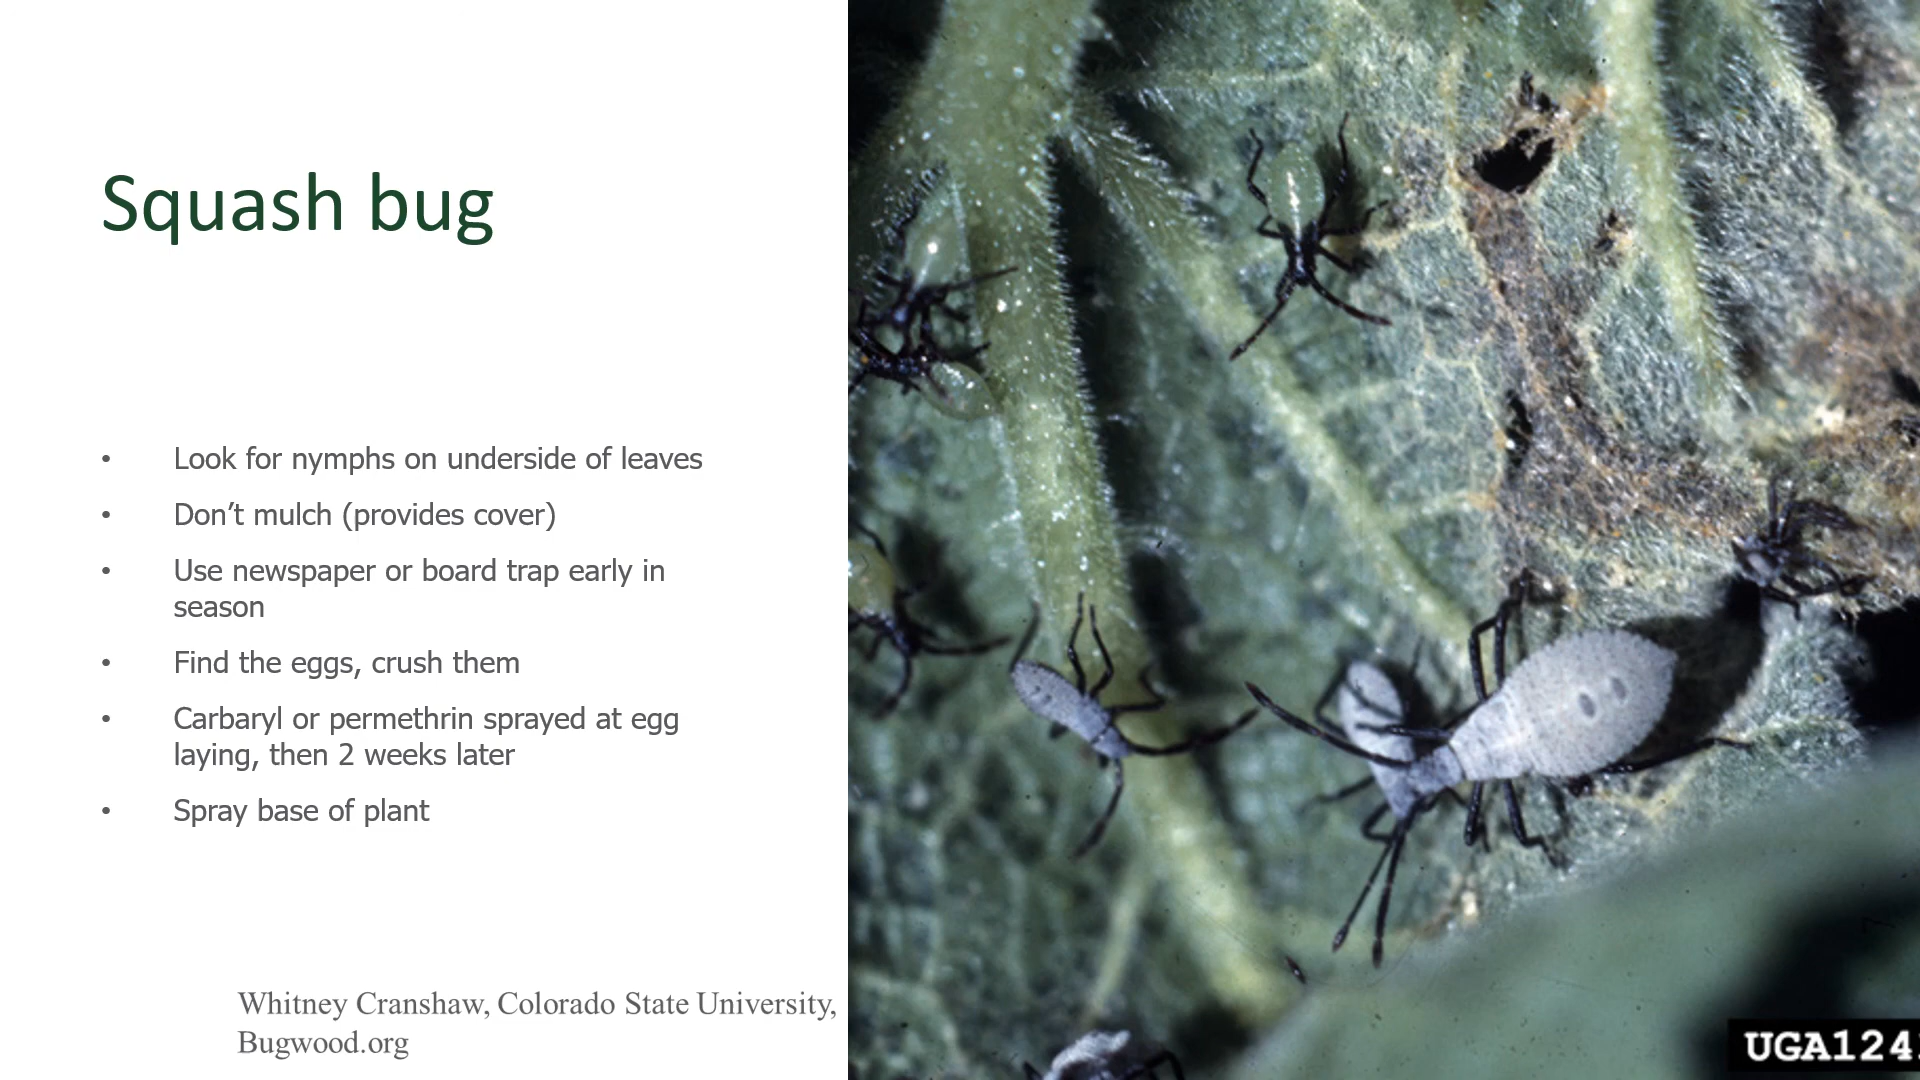 Squash bug
• Look for nymphs on underside of leaves
• Don’t mulch (provides cover)
• Use newspaper or board trap early in
season
• Find the eggs, crush them
• Carbaryl or permethrin sprayed at egg
laying, then 2 weeks later
• Spray base of plant
Whitney Cranshaw, Colorado State University,
Bugwood.org
UGA124